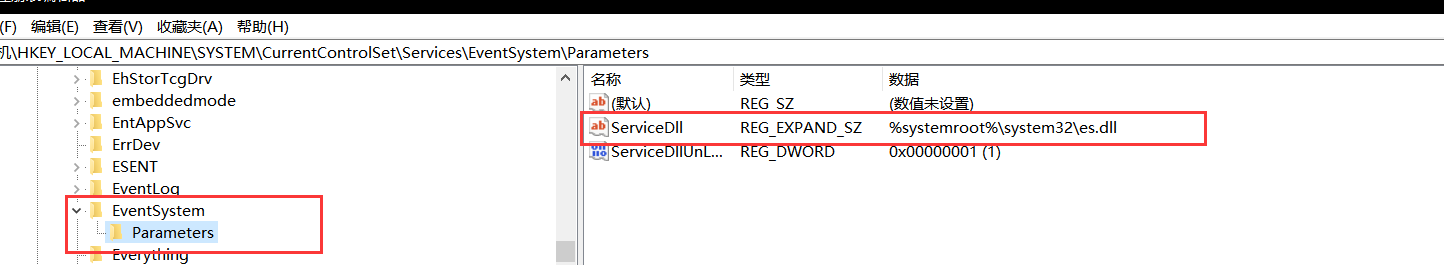 (F) 编辑(E) 查看(V) 收藏夹(A) 帮助(H)
机\HKEY_LOCAL_MACHINE\SYSTEM\CurrentControlSet\Services\EventSystem\Parameters
EhStorTcgDrv
embeddedmode
EntAppSvc
ErrDev
ESENT
EventLog
EventSystem
Parameters
Everything
名称 类型 数据
(默认) REG_SZ (数值未设置)
ServiceDll REG_EXPAND_SZ %systemroot%\system32\es.dll
ServiceDllUnL... REG_DWORD 0x00000001 (1)